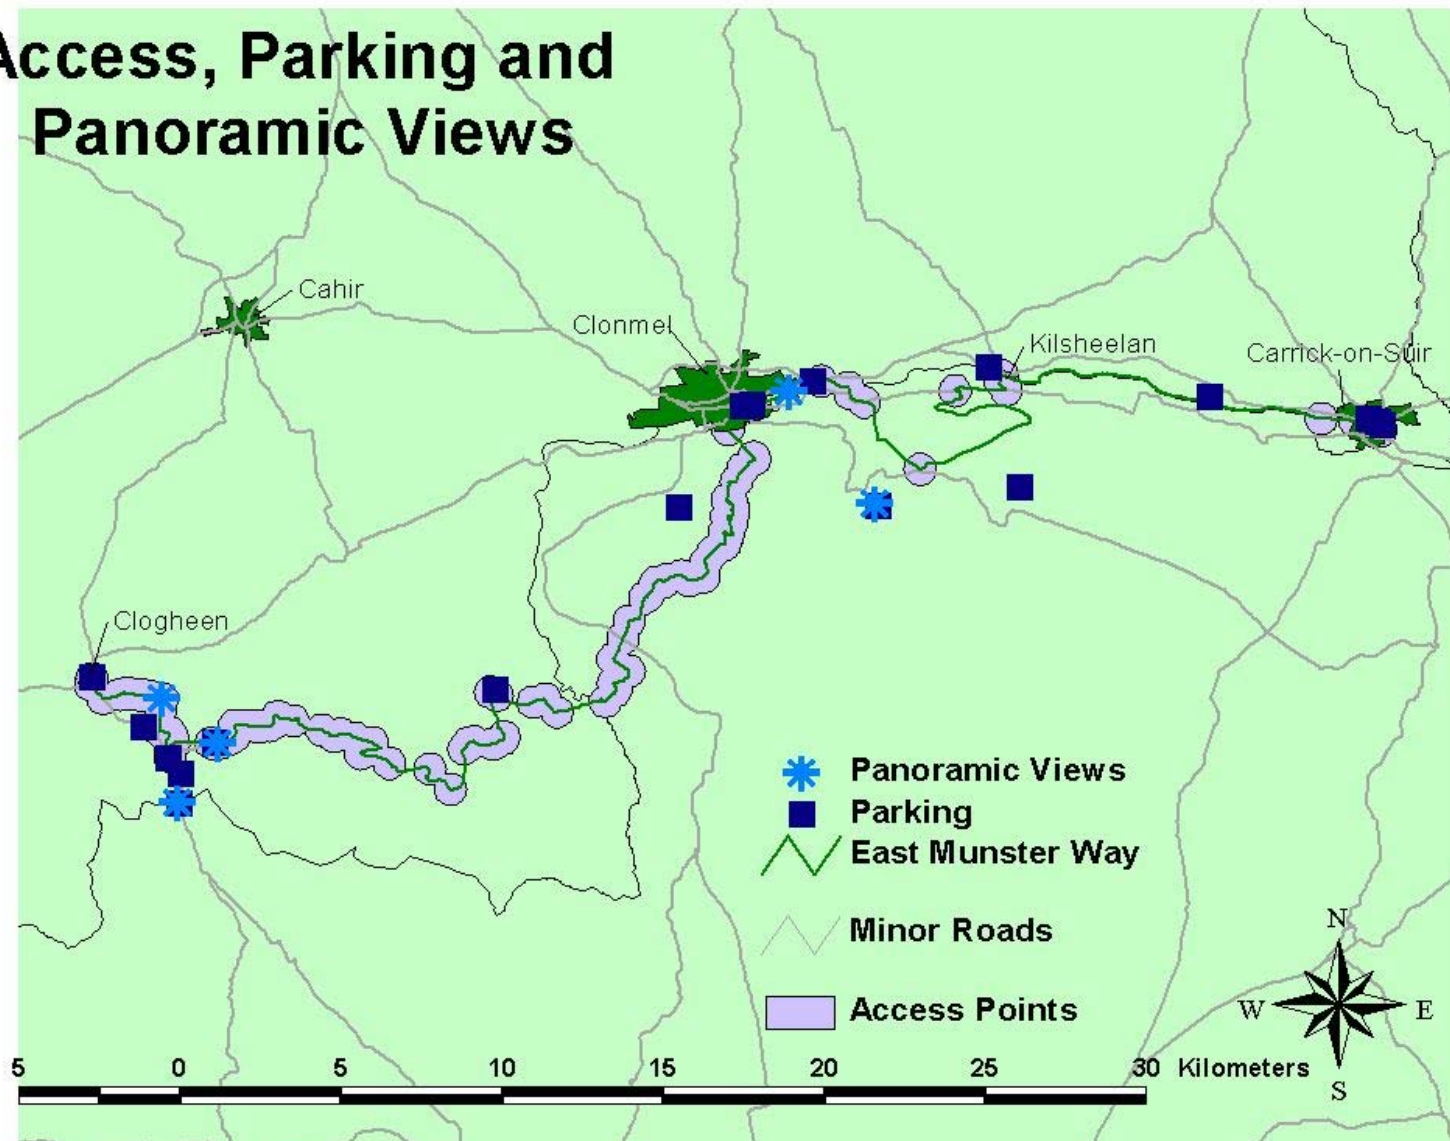 Access, Parking and
Panoramic Views
Cahir
Clonmel
Kilsheelan
Carrick-on-Suir
Clogheen
Panoramic Views
Parking
East Munster Way
Minor Roads
Access Points
N
W E
S
5 0 5 10 15 20 25 30 Kilometers